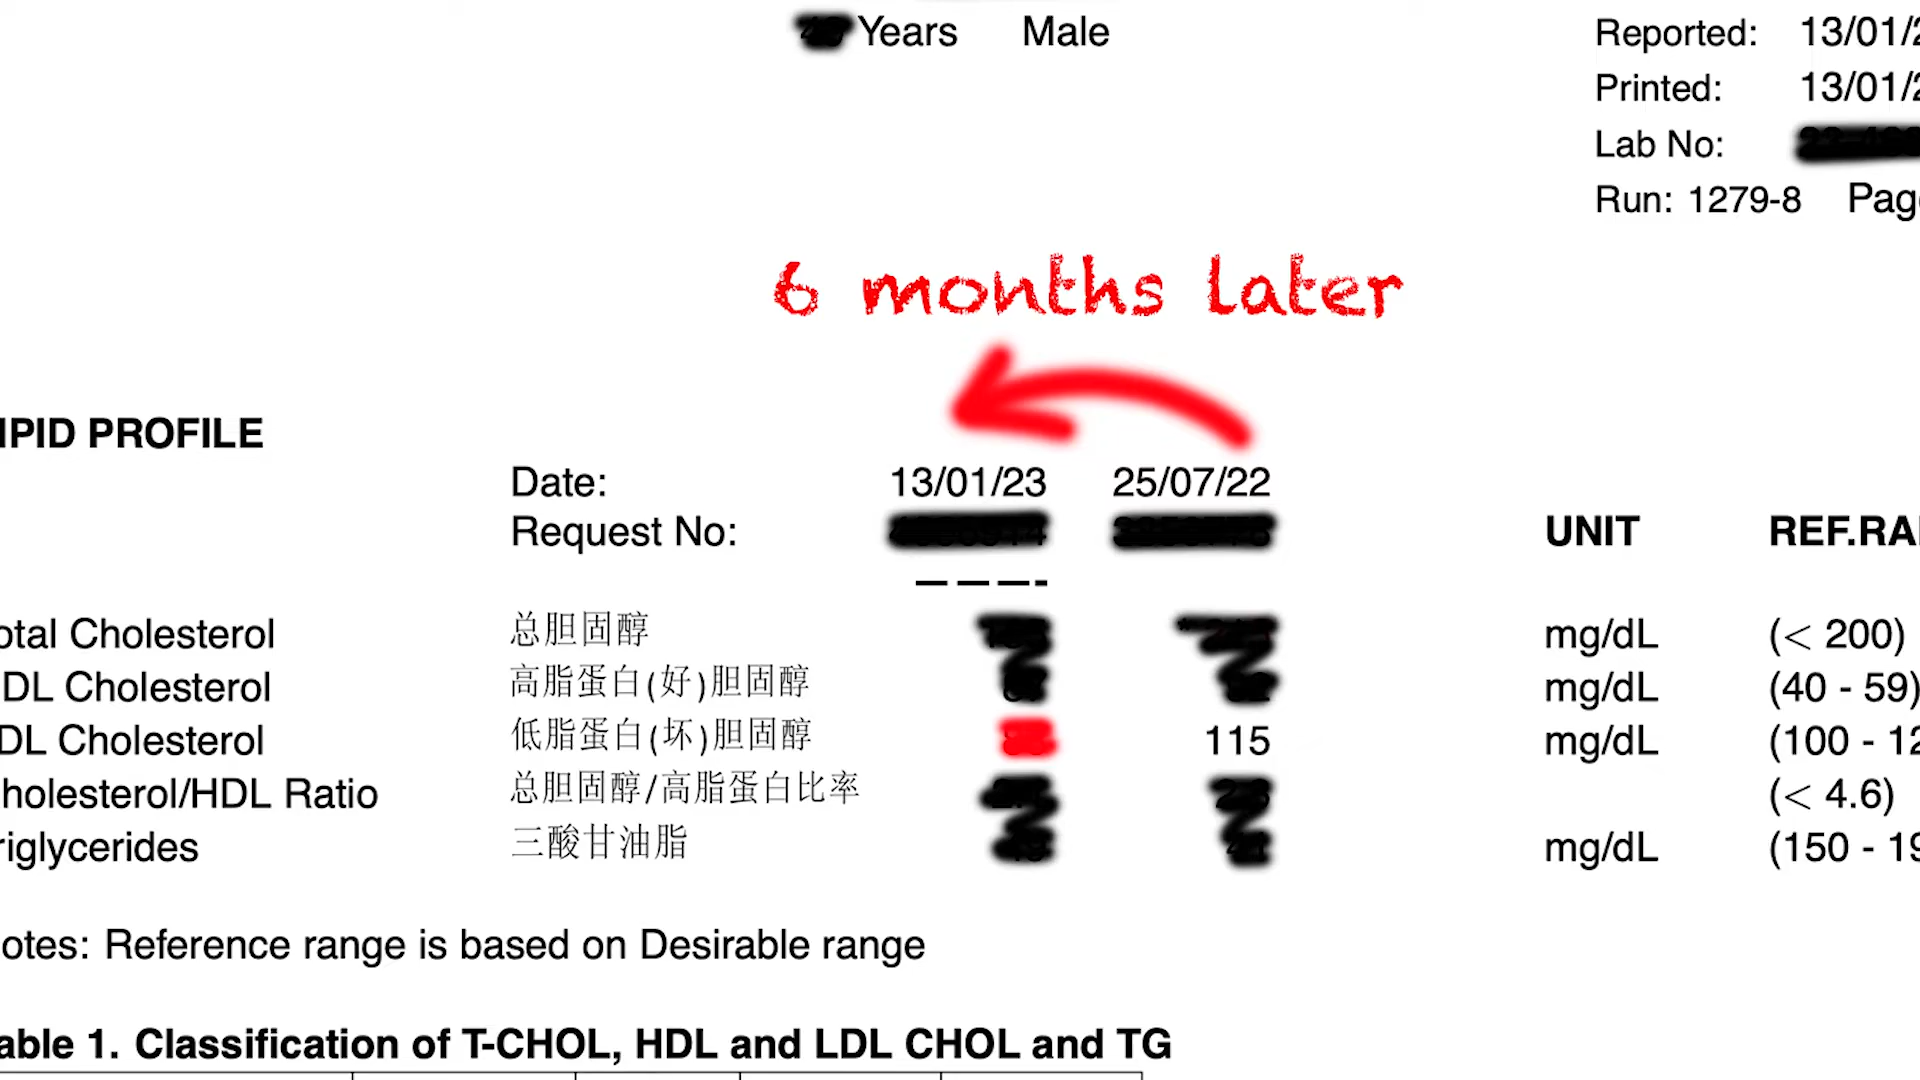 Years Male
Reported: 13/01/2
Printed: 13/01/2
Lab No:
Run: 1279-8 Pag
6 months later
IPID PROFILE
Date: 13/01/23 25/07/22
Request No: UNIT REF.RA
otal Cholesterol 总胆固醇 mg/dL (< 200)
DL Cholesterol 高脂蛋白(好)胆固醇 mg/dL (40 - 59)
DL Cholesterol 低脂蛋白(坏)胆固醇 115 mg/dL (100 - 12
holesterol/HDL Ratio 总胆固醇/高脂蛋白比率 (< 4.6)
riglycerides 三酸甘油脂 mg/dL (150 - 19
otes: Reference range is based on Desirable range
able 1. Classification of T-CHOL, HDL and LDL CHOL and TG